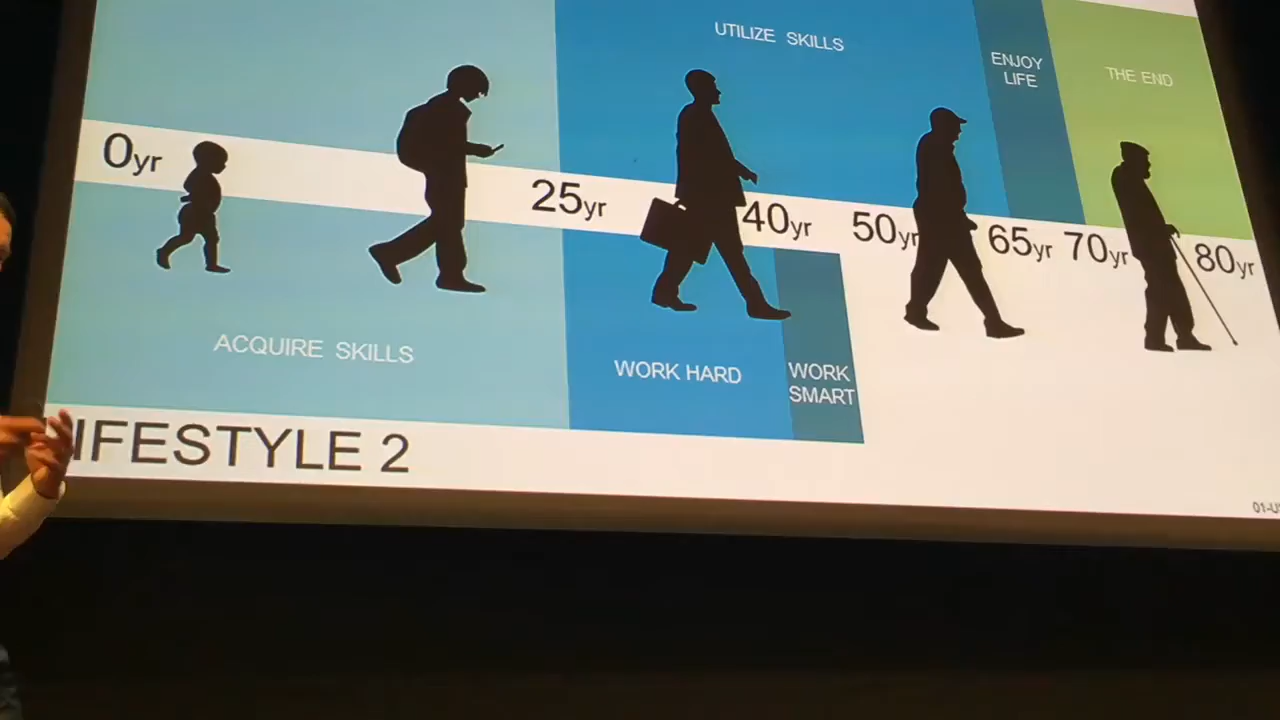 UTILIZE SKILLS
ENJOY
LIFE
THE END
0yr
25yr
40yr
50yr
65yr
70yr
80yr
ACQUIRE SKILLS
WORK HARD
WORK
SMART
LIFESTYLE 2